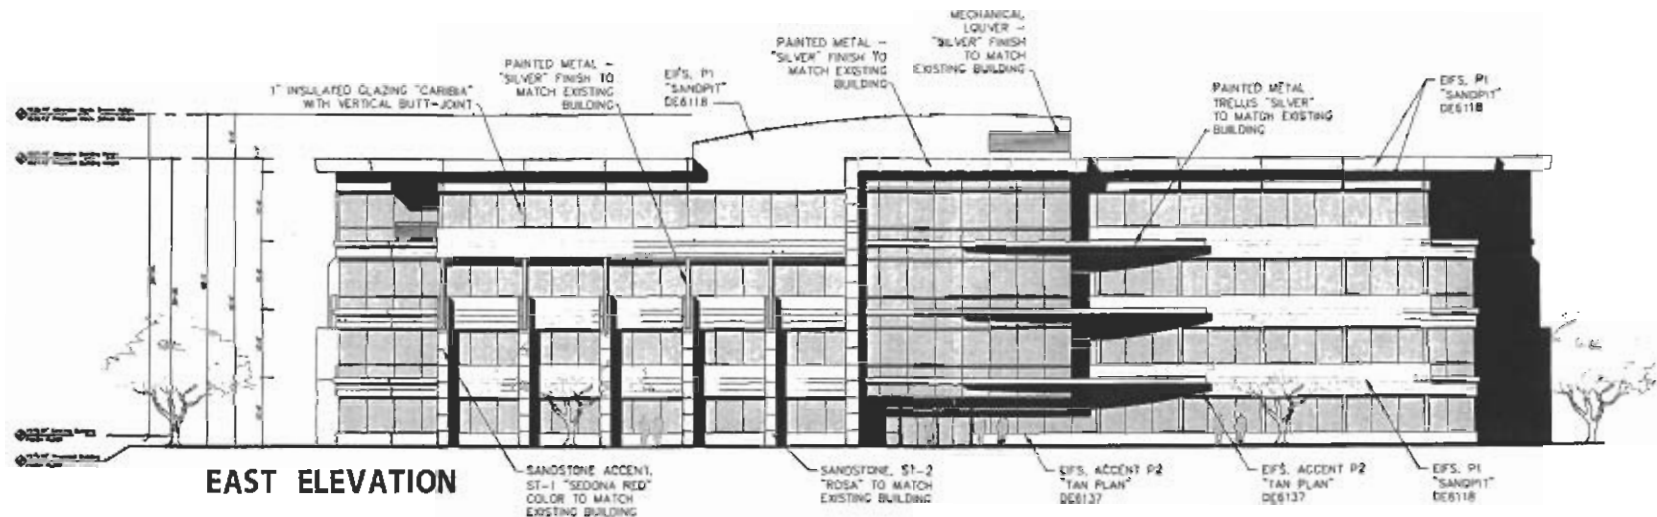 MECHANICAL
LOUVER –
"SILVER" FINISH
TO MATCH
EXISTING BUILDING
PAINTED METAL –
"SILVER" FINISH TO
MATCH EXISTING
BUILDING
PAINTED METAL –
"SILVER" FINISH TO
MATCH EXISTING
BUILDING
EIFS, P1
"SANDPIT"
DE6118
1" INSULATED GLAZING "CARIBIA"
WITH VERTICAL BUTT-JOINT
PAINTED METAL
TRELLIS "SILVER"
TO MATCH EXISTING
BUILDING
EIFS, P1
"SANDPIT"
DE6118
EAST ELEVATION
SANDSTONE ACCENT,
ST-1 "SEDONA RED"
COLOR TO MATCH
EXISTING BUILDING
SANDSTONE, ST-2
"ROSA" TO MATCH
EXISTING BUILDING
EIFS, ACCENT P2
"TAN PLAN"
DE6137
EIFS, ACCENT P2
"TAN PLAN"
DE6137
EIFS, P1
"SANDPIT"
DE6118